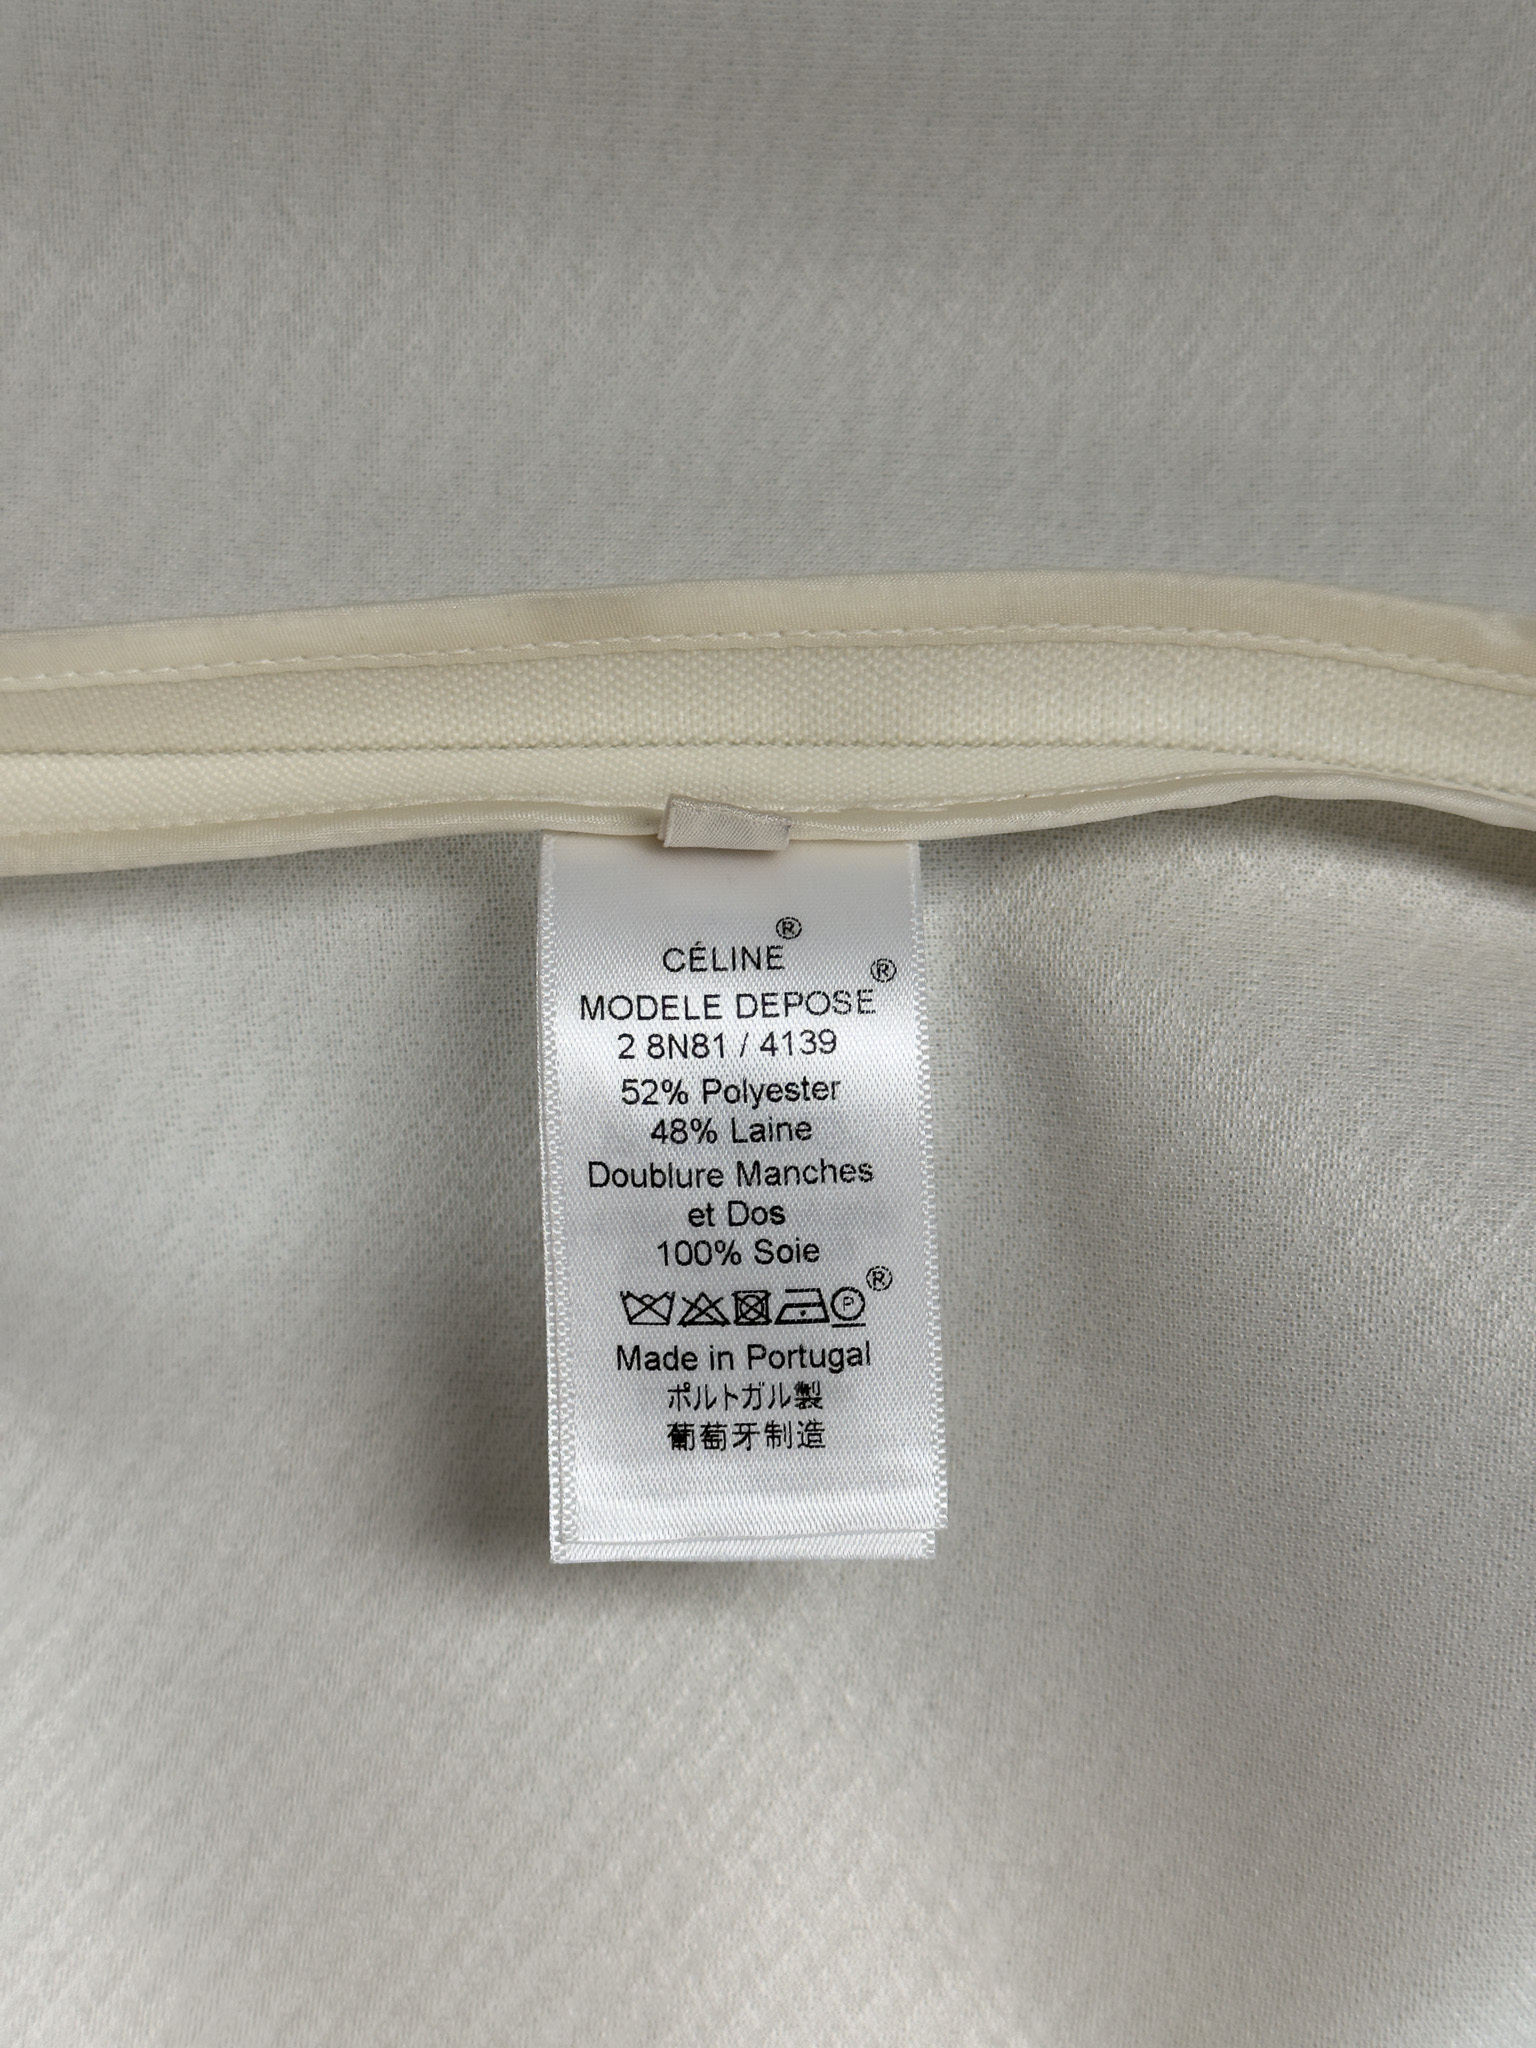 CÉLINE®
MODELE DEPOSE®
2 8N81 / 4139
52% Polyester
48% Laine
Doublure Manches
et Dos
100% Soie
P ®
Made in Portugal
ポルトガル製
葡萄牙制造